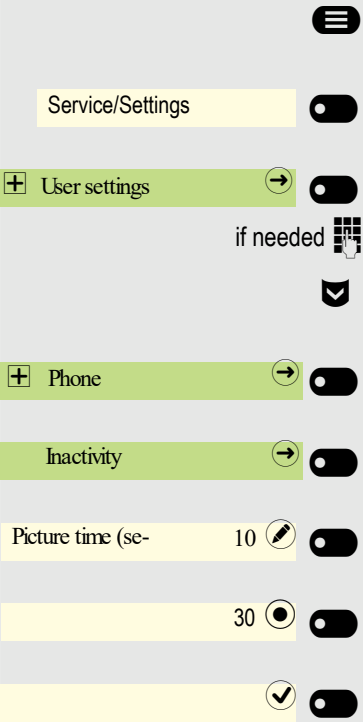 Service/Settings
User settings
if needed
Phone
Inactivity
Picture time (se- 10
30